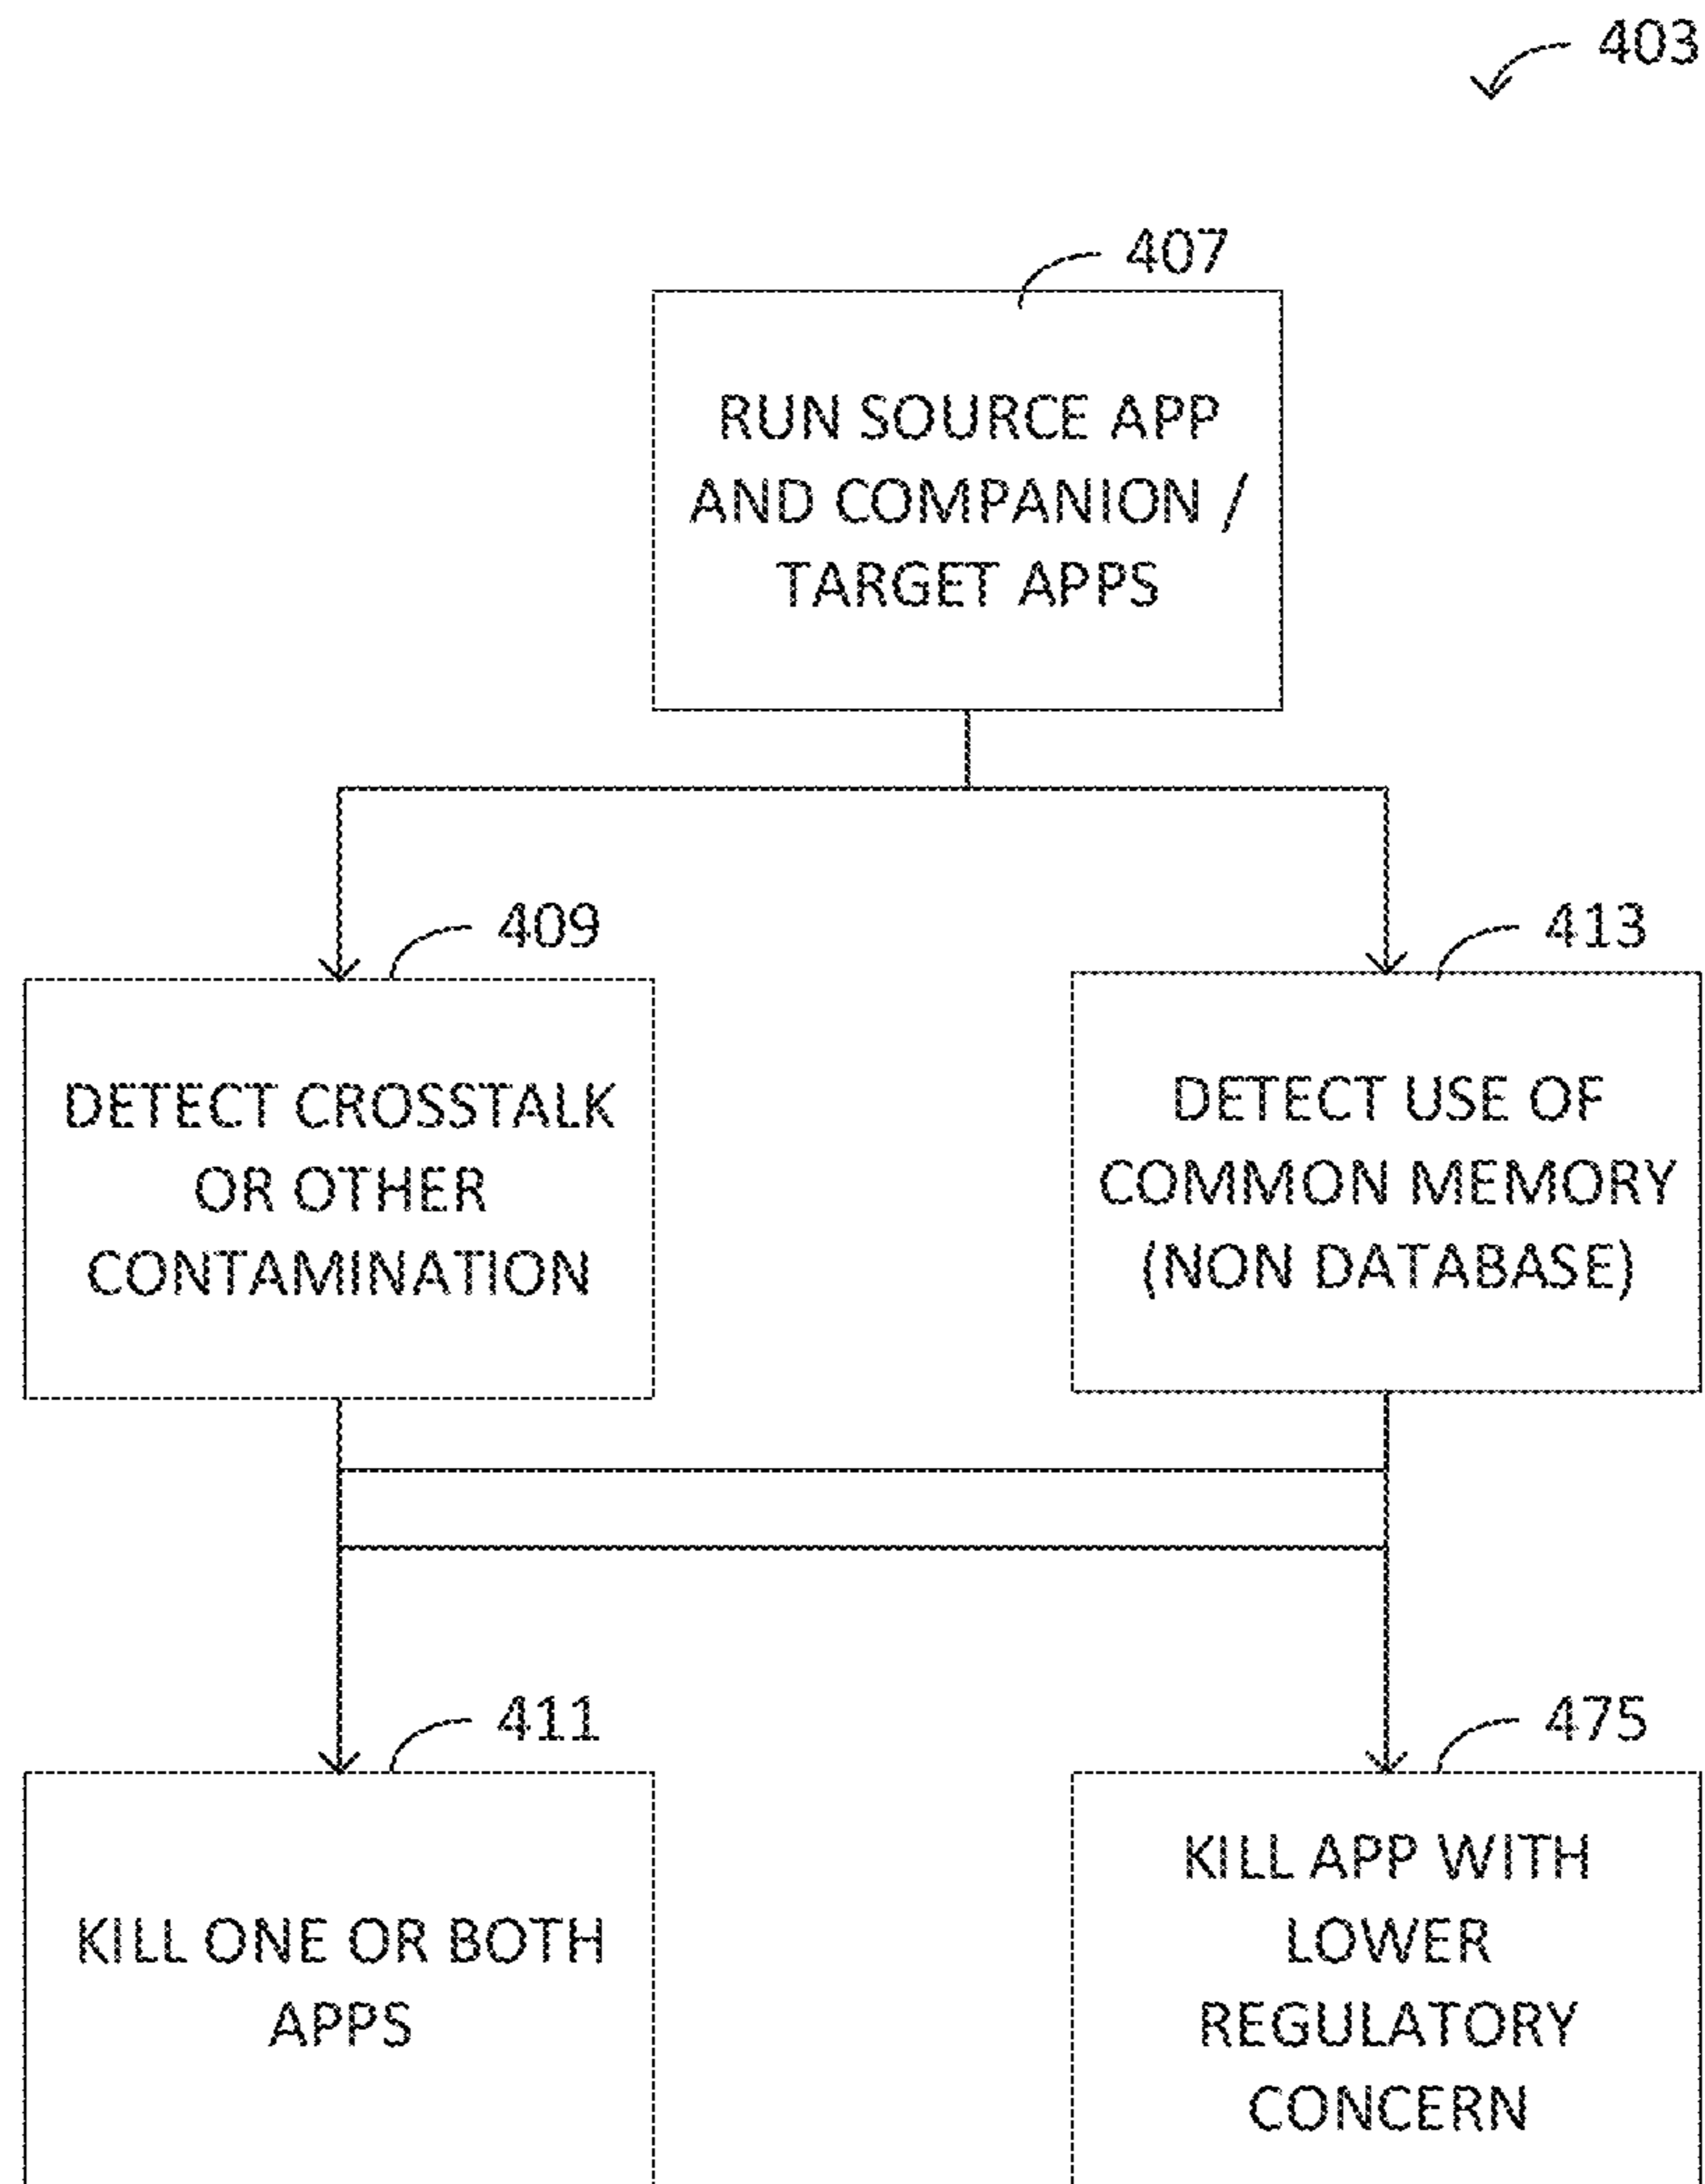 403
407
RUN SOURCE APP
AND COMPANION /
TARGET APPS
409
DETECT CROSSTALK
OR OTHER
CONTAMINATION
413
DETECT USE OF
COMMON MEMORY
(NON DATABASE)
411
KILL ONE OR BOTH
APPS
475
KILL APP WITH
LOWER
REGULATORY
CONCERN